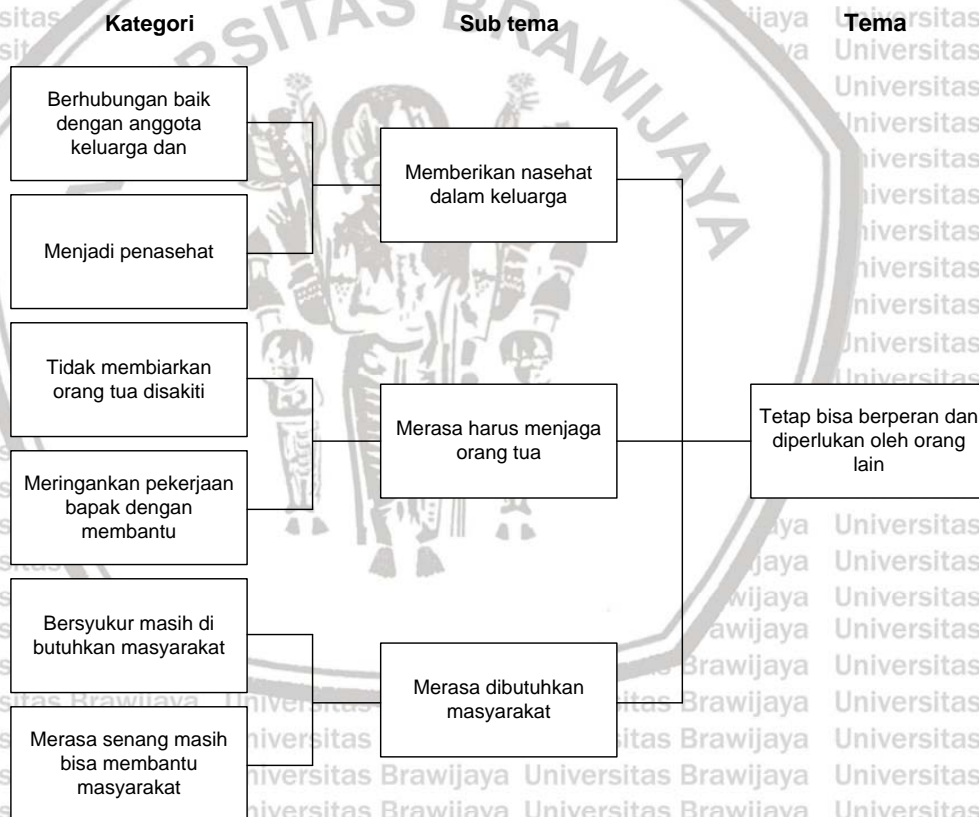 Kategori
Sub tema
Tema
Berhubungan baik
dengan anggota
keluarga dan
Menjadi penasehat
Memberikan nasehat
dalam keluarga
Tidak membiarkan
orang tua disakiti
Meringankan pekerjaan
bapak dengan
membantu
Merasa harus menjaga
orang tua
Bersyukur masih di
butuhkan masyarakat
Merasa senang masih
bisa membantu
masyarakat
Merasa dibutuhkan
masyarakat
Tetap bisa berperan dan
diperlukan oleh orang
lain